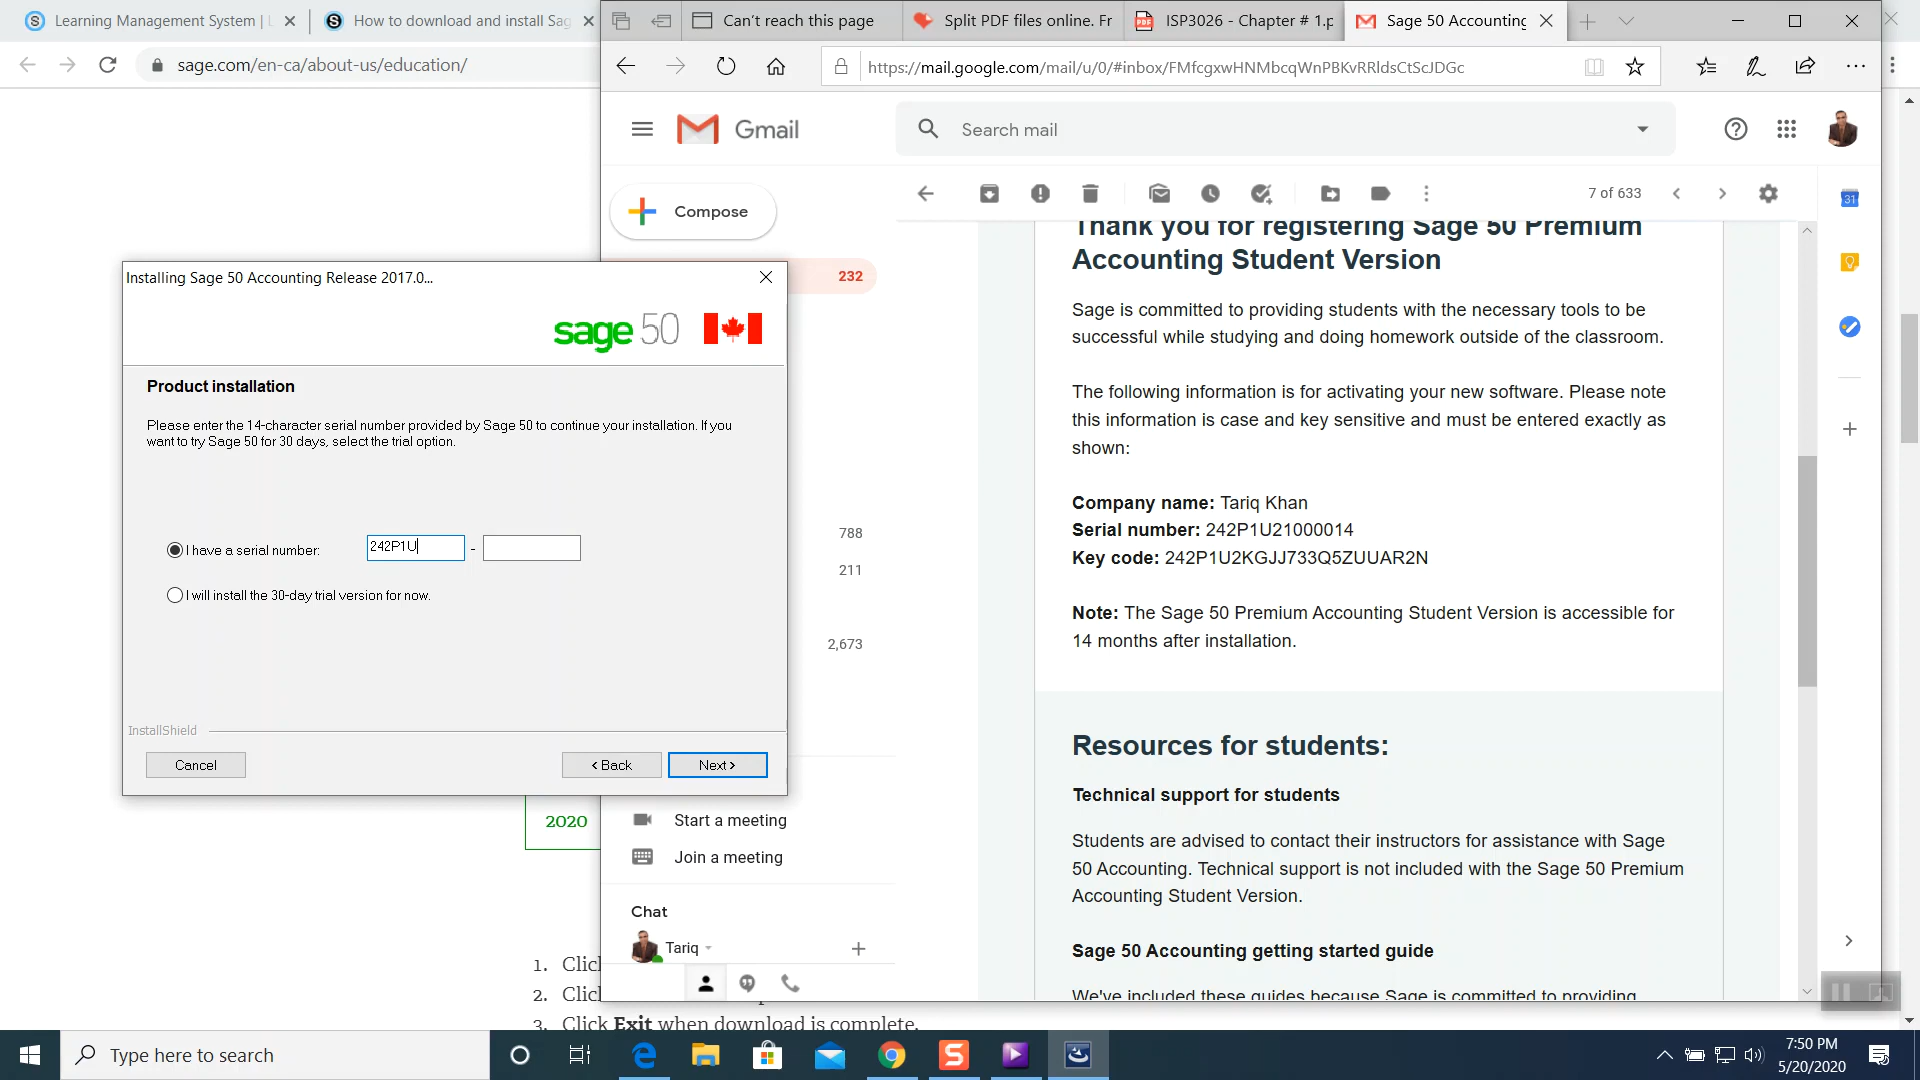 Learning Management System |
How to download and install Sag
sage.com/en-ca/about-us/education/
Can't reach this page
Split PDF files online. Fr
ISP3026 - Chapter # 1.p
Sage 50 Accounting
https://mail.google.com/mail/u/0/#inbox/FMfcgxwHNMbcqWnPBKvRRldsCtScJDGc
Gmail
Search mail
Compose
7 of 633
31
232
788
211
2,673
Thank you for registering Sage 50 Premium
Accounting Student Version
Sage is committed to providing students with the necessary tools to be
successful while studying and doing homework outside of the classroom.
The following information is for activating your new software. Please note
this information is case and key sensitive and must be entered exactly as
shown:
Company name: Tariq Khan
Serial number: 242P1U21000014
Key code: 242P1U2KGJJ733Q5ZUUAR2N
Note: The Sage 50 Premium Accounting Student Version is accessible for
14 months after installation.
Resources for students:
Technical support for students
Students are advised to contact their instructors for assistance with Sage
50 Accounting. Technical support is not included with the Sage 50 Premium
Accounting Student Version.
Sage 50 Accounting getting started guide
We've included these guides because Sage is committed to providing
Installing Sage 50 Accounting Release 2017.0...
sage 50
Product installation
Please enter the 14-character serial number provided by Sage 50 to continue your installation. If you
want to try Sage 50 for 30 days, select the trial option.
I have a serial number:
242P1U
-
I will install the 30-day trial version for now.
InstallShield
Cancel
< Back
Next >
2020
Start a meeting
Join a meeting
Chat
Tariq
1. Clic
2. Clic
3. Click Exit when download is complete.
Type here to search
7:50 PM
5/20/2020